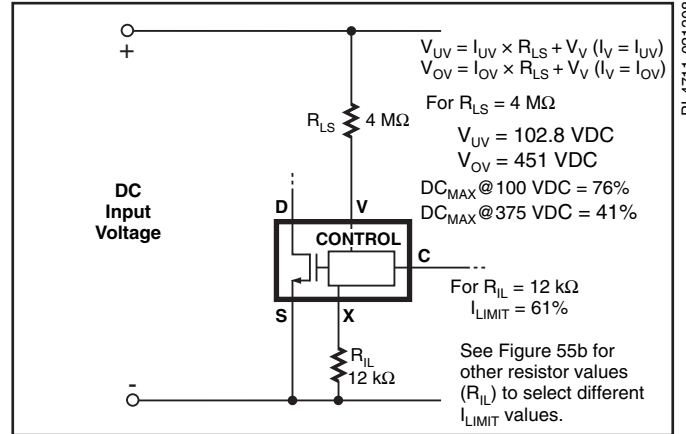 +
DC
Input
Voltage
-
R_LS
4 MΩ
V_UV = I_UV × R_LS + V_V (I_V = I_UV)
V_OV = I_OV × R_LS + V_V (I_V = I_OV)
For R_LS = 4 MΩ
V_UV = 102.8 VDC
V_OV = 451 VDC
DC_MAX@100 VDC = 76%
DC_MAX@375 VDC = 41%
D
V
CONTROL
C
S
X
R_IL
12 kΩ
For R_IL = 12 kΩ
I_LIMIT = 61%
See Figure 55b for
other resistor values
(R_IL) to select different
I_LIMIT values.